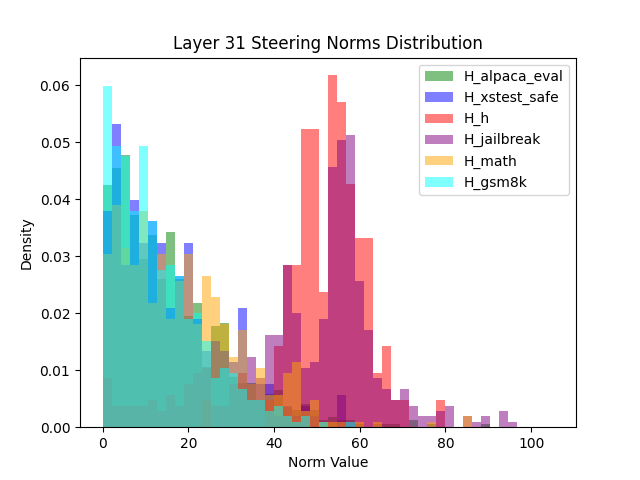 Layer 31 Steering Norms Distribution
H_alpaca_eval
H_xstest_safe
H_h
H_jailbreak
H_math
H_gsm8k
Density
0.06
0.05
0.04
0.03
0.02
0.01
0.00
0 20 40 60 80 100
Norm Value